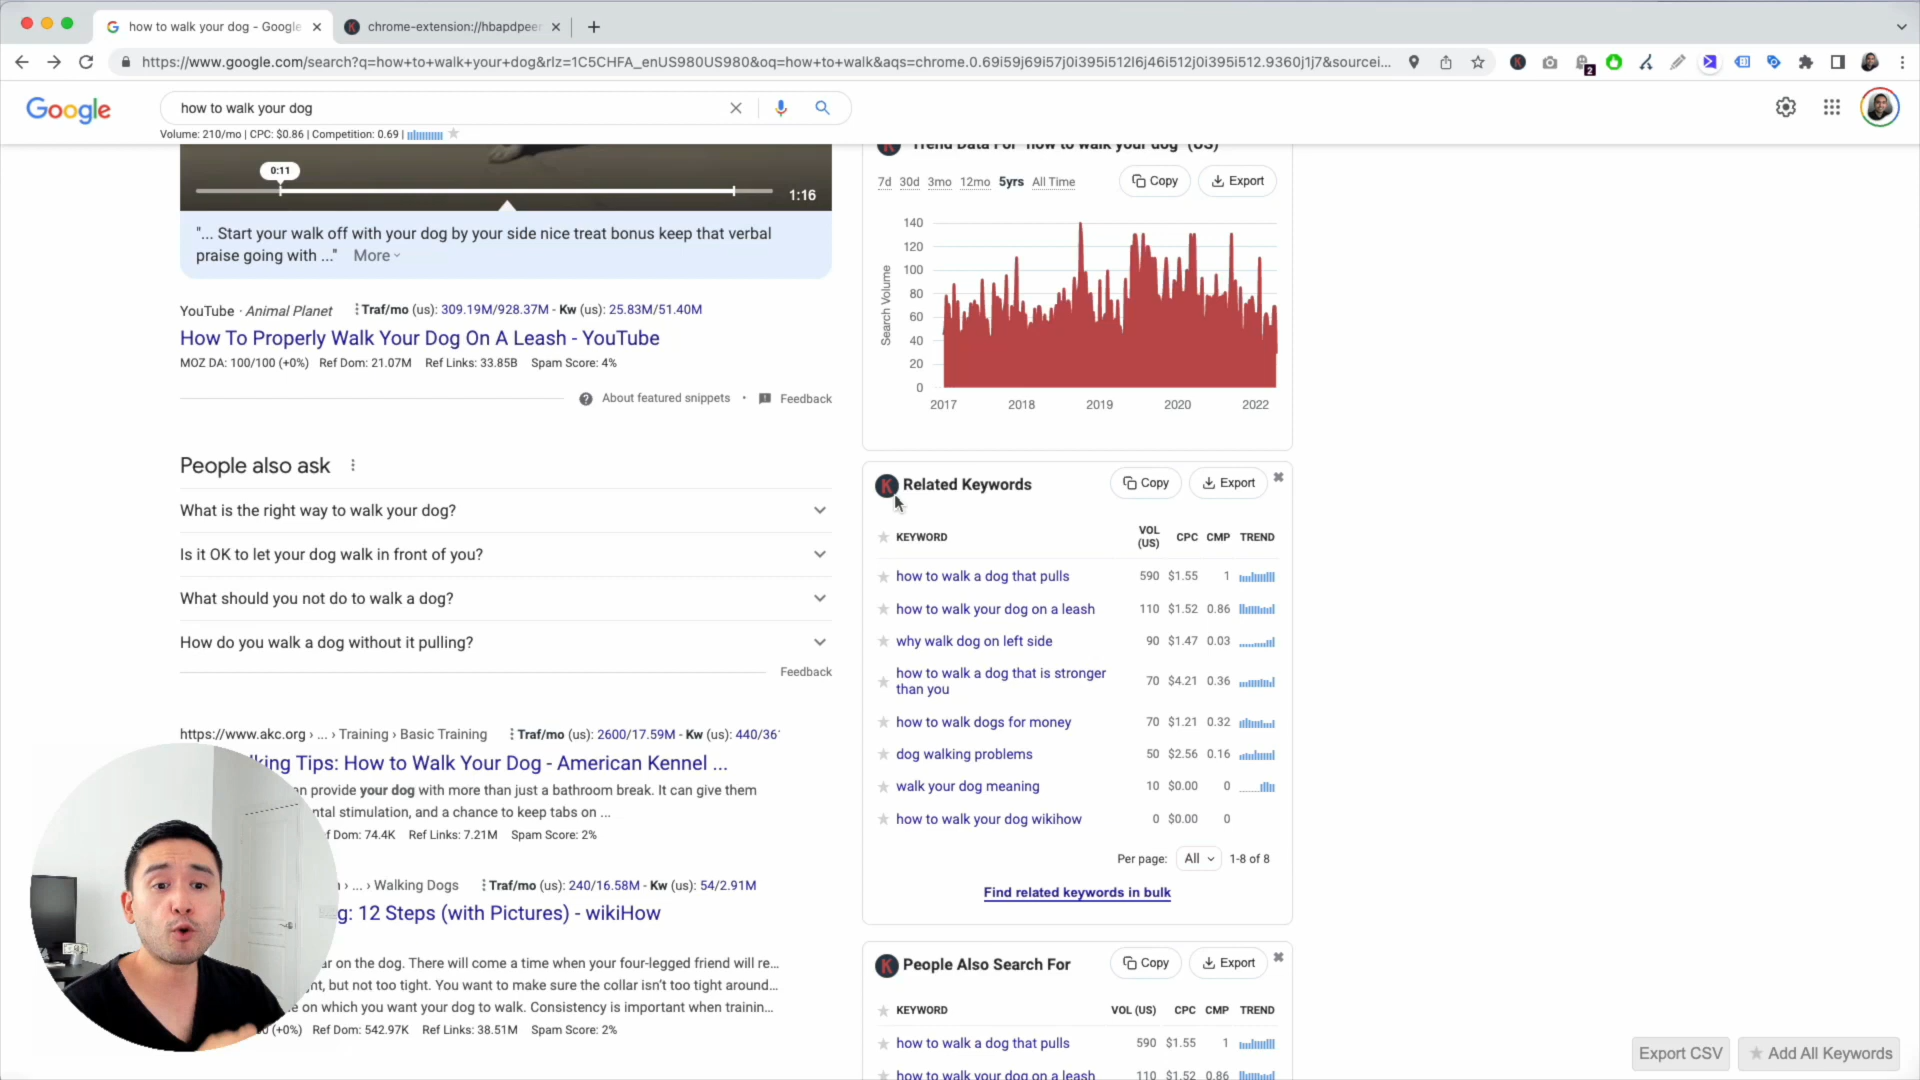 how to walk your dog - Google
chrome-extension://hbapdpeer
https://www.google.com/search?q=how+to+walk+your+dog&rlz=1C5CHFA_enUS980US980&oq=how+to+walk&aqs=chrome.0.69i59j69i57j0i395i512l6j46i512j0i395i512.9360j1j7&sourcei...
2
Google
how to walk your dog
Volume: 210/mo | CPC: $0.86 | Competition: 0.69 |
0:11
1:16
"... Start your walk off with your dog by your side nice treat bonus keep that verbal
praise going with ..." More
YouTube · Animal Planet Traf/mo (us): 309.19M/928.37M - Kw (us): 25.83M/51.40M
How To Properly Walk Your Dog On A Leash - YouTube
MOZ DA: 100/100 (+0%) Ref Dom: 21.07M Ref Links: 33.85B Spam Score: 4%
About featured snippets • Feedback
People also ask
What is the right way to walk your dog?
Is it OK to let your dog walk in front of you?
What should you not do to walk a dog?
How do you walk a dog without it pulling?
Feedback
https://www.akc.org › ... › Training › Basic Training Traf/mo (us): 2600/17.59M - Kw (us): 440/36
king Tips: How to Walk Your Dog - American Kennel ...
n provide your dog with more than just a bathroom break. It can give them
ntal stimulation, and a chance to keep tabs on ...
f Dom: 74.4K Ref Links: 7.21M Spam Score: 2%
› ... › Walking Dogs Traf/mo (us): 240/16.58M - Kw (us): 54/2.91M
g: 12 Steps (with Pictures) - wikiHow
ar on the dog. There will come a time when your four-legged friend will re...
ht, but not too tight. You want to make sure the collar isn't too tight around...
e on which you want your dog to walk. Consistency is important when trainin...
(+0%) Ref Dom: 542.97K Ref Links: 38.51M Spam Score: 2%
Trend Data For "how to walk your dog" (US)
7d 30d 3mo 12mo 5yrs All Time Copy Export
Search Volume
140
120
100
80
60
40
20
0
2017 2018 2019 2020 2022
K Related Keywords Copy Export
KEYWORD VOL (US) CPC CMP TREND
how to walk a dog that pulls 590 $1.55 1
how to walk your dog on a leash 110 $1.52 0.86
why walk dog on left side 90 $1.47 0.03
how to walk a dog that is stronger
than you 70 $4.21 0.36
how to walk dogs for money 70 $1.21 0.32
dog walking problems 50 $2.56 0.16
walk your dog meaning 10 $0.00 0
how to walk your dog wikihow 0 $0.00 0
Per page: All 1-8 of 8
Find related keywords in bulk
K People Also Search For Copy Export
KEYWORD VOL (US) CPC CMP TREND
how to walk a dog that pulls 590 $1.55 1
how to walk your dog on a leash 110 $1.52 0.86
Export CSV
Add All Keywords